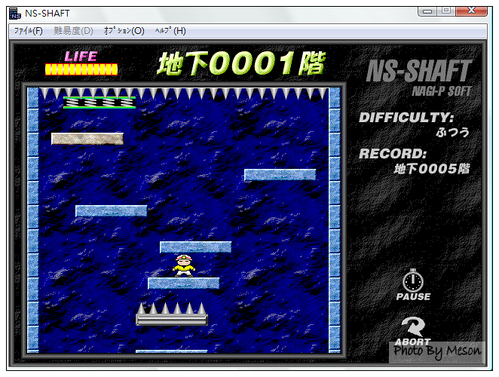 NS-SHAFT
ファイル(F) 難易度(D) オプション(O) ヘルプ(H)
LIFE
地下0001階
NS-SHAFT
NAGI-P SOFT
DIFFICULTY:
ふつう
RECORD:
地下0005階
PAUSE
ABORT
Photo By Meson